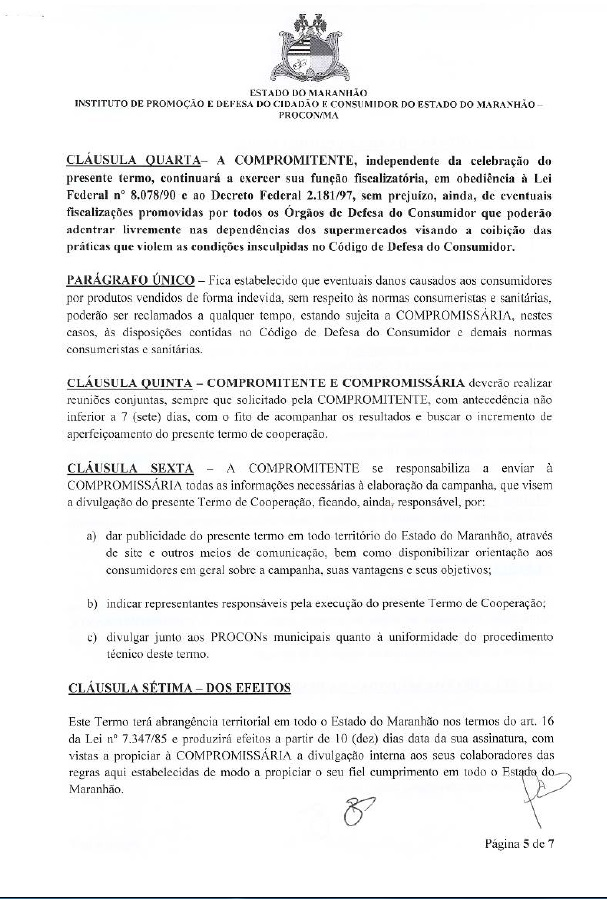 ESTADO DO MARANHÃO
INSTITUTO DE PROMOÇÃO E DEFESA DO CIDADÃO E CONSUMIDOR DO ESTADO DO MARANHÃO –
PROCON/MA
CLÁUSULA QUARTA– A COMPROMITENTE, independente da celebração do
presente termo, continuará a exercer sua função fiscalizatória, em obediência à Lei
Federal nº 8.078/90 e ao Decreto Federal 2.181/97, sem prejuízo, ainda, de eventuais
fiscalizações promovidas por todos os Órgãos de Defesa do Consumidor que poderão
adentrar livremente nas dependências dos supermercados visando a coibição das
práticas que violem as condições insculpidas no Código de Defesa do Consumidor.
PARÁGRAFO ÚNICO – Fica estabelecido que eventuais danos causados aos consumidores
por produtos vendidos de forma indevida, sem respeito às normas consumeristas e sanitárias,
poderão ser reclamados a qualquer tempo, estando sujeita a COMPROMISSÁRIA, nestes
casos, às disposições contidas no Código de Defesa do Consumidor e demais normas
consumeristas e sanitárias.
CLÁUSULA QUINTA – COMPROMITENTE E COMPROMISSÁRIA deverão realizar
reuniões conjuntas, sempre que solicitado pela COMPROMITENTE, com antecedência não
inferior a 7 (sete) dias, com o fito de acompanhar os resultados e buscar o incremento de
aperfeiçoamento do presente termo de cooperação.
CLÁUSULA SEXTA – A COMPROMITENTE se responsabiliza a enviar à
COMPROMISSÁRIA todas as informações necessárias à elaboração da campanha, que visem
a divulgação do presente Termo de Cooperação, ficando, ainda, responsável, por:
a) dar publicidade do presente termo em todo território do Estado do Maranhão, através
de site e outros meios de comunicação, bem como disponibilizar orientação aos
consumidores em geral sobre a campanha, suas vantagens e seus objetivos;
b) indicar representantes responsáveis pela execução do presente Termo de Cooperação;
c) divulgar junto aos PROCONs municipais quanto à uniformidade do procedimento
técnico deste termo.
CLÁUSULA SÉTIMA – DOS EFEITOS
Este Termo terá abrangência territorial em todo o Estado do Maranhão nos termos do art. 16
da Lei nº 7.347/85 e produzirá efeitos a partir de 10 (dez) dias data da sua assinatura, com
vistas a propiciar à COMPROMISSÁRIA a divulgação interna aos seus colaboradores das
regras aqui estabelecidas de modo a propiciar o seu fiel cumprimento em todo o Estado do
Maranhão.
Página 5 de 7